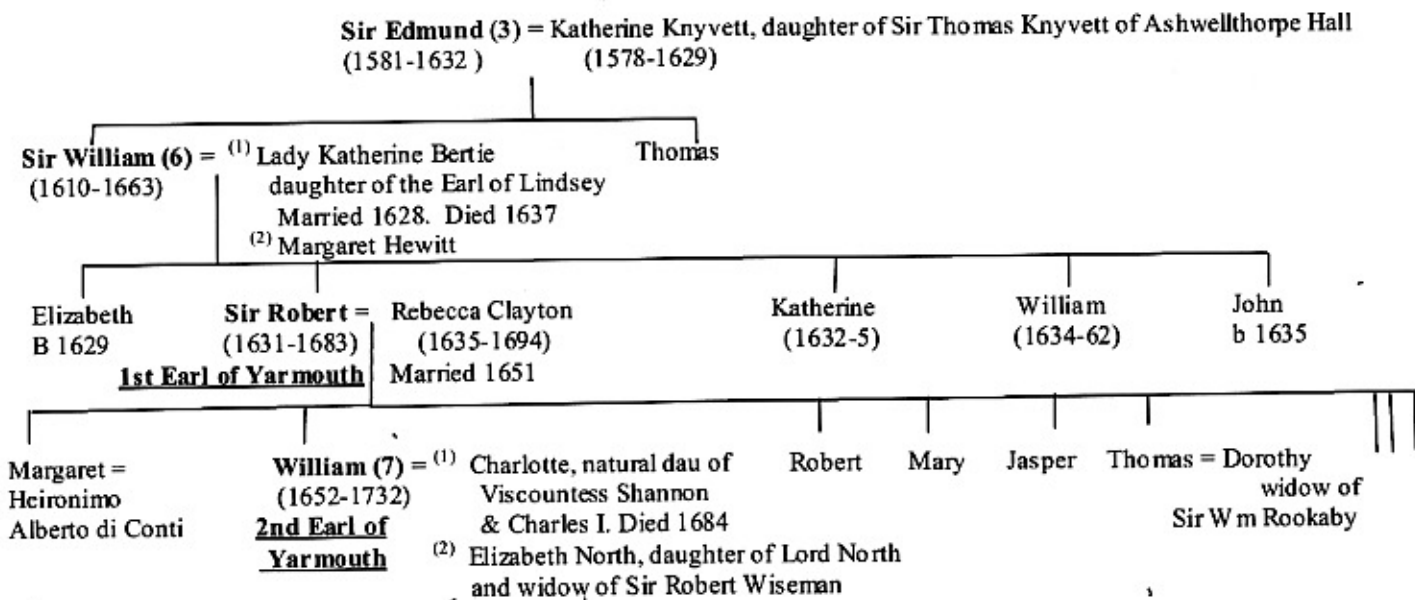 Sir Edmund (3) = Katherine Knyvett, daughter of Sir Thomas Knyvett of Ashwellthorpe Hall
(1581-1632 ) (1578-1629)
Sir William (6) = (1) Lady Katherine Bertie Thomas
(1610-1663) daughter of the Earl of Lindsey
Married 1628. Died 1637
(2) Margaret Hewitt
Elizabeth Sir Robert = Rebecca Clayton Katherine William John
B 1629 (1631-1683) (1635-1694) (1632-5) (1634-62) b 1635
1st Earl of Yarmouth Married 1651
Margaret = William (7) = (1) Charlotte, natural dau of Robert Mary Jasper Thomas = Dorothy
Heironimo (1652-1732) Viscountess Shannon widow of
Alberto di Conti 2nd Earl of & Charles I. Died 1684 Sir Wm Rookaby
Yarmouth (2) Elizabeth North, daughter of Lord North
and widow of Sir Robert Wiseman